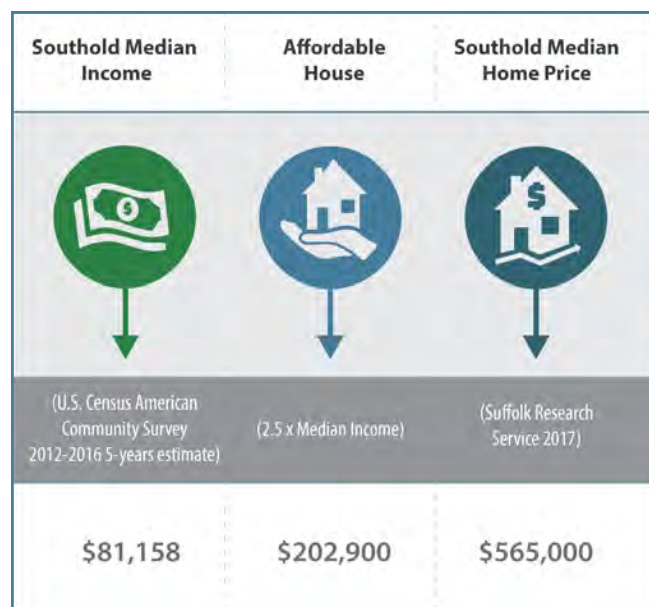 Southold Median
Income
Affordable
House
Southold Median
Home Price
$
$
(U.S. Census American
Community Survey
2012-2016 5-years estimate)
(2.5 x Median Income)
(Suffolk Research
Service 2017)
$81,158
$202,900
$565,000